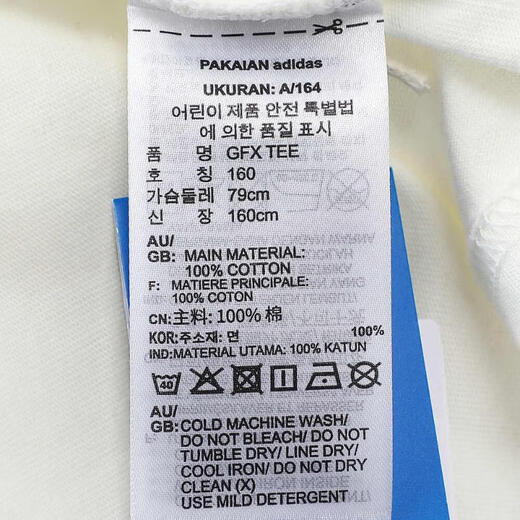 PAKAIAN adidas
UKURAN: A/164
어린이 제품 안전 특별법
에 의한 품질 표시
품 명 GFX TEE
호 칭 160
가슴둘레 79cm
신 장 160cm
AU/
GB: MAIN MATERIAL:
100% COTTON
F: MATIERE PRINCIPALE:
100% COTON
CN:主料: 100% 棉
KOR:주소재: 면 100%
IND:MATERIAL UTAMA: 100% KATUN
40
AU/
GB: COLD MACHINE WASH/
DO NOT BLEACH/ DO NOT
TUMBLE DRY/ LINE DRY/
COOL IRON/ DO NOT DRY
CLEAN (X)
USE MILD DETERGENT